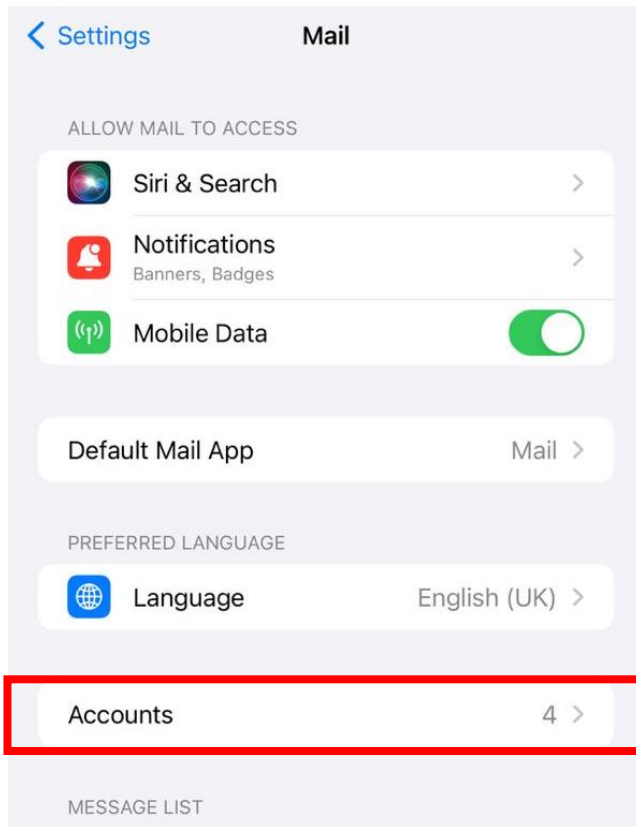 Settings Mail
ALLOW MAIL TO ACCESS
Siri & Search
Notifications
Banners, Badges
Mobile Data
Default Mail App Mail
PREFERRED LANGUAGE
Language English (UK)
Accounts 4
MESSAGE LIST